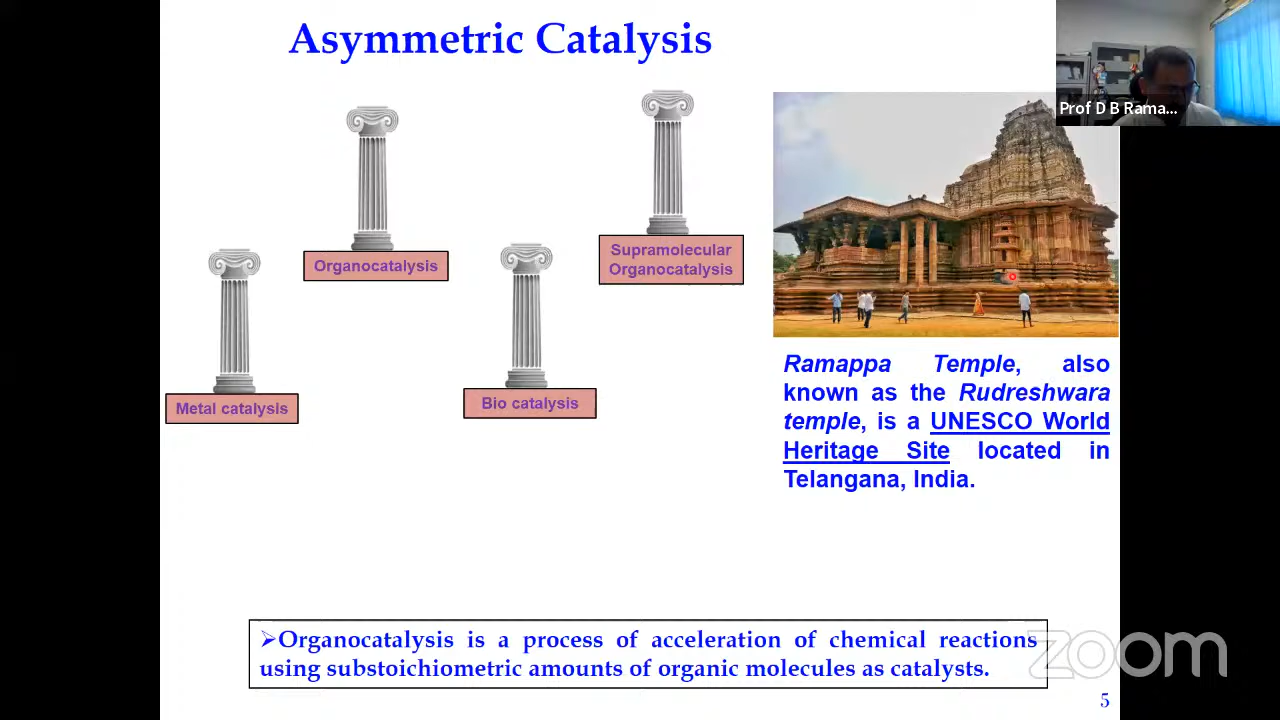 Asymmetric Catalysis
Prof D B Rama...
Organocatalysis
Supramolecular
Organocatalysis
Metal catalysis
Bio catalysis
Ramappa Temple, also
known as the Rudreshwara
temple, is a UNESCO World
Heritage Site located in
Telangana, India.
➢Organocatalysis is a process of acceleration of chemical reactions
using substoichiometric amounts of organic molecules as catalysts.
zoom
5